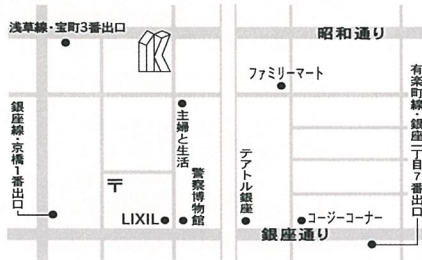 浅草線・宝町3番出口
昭和通り
ファミリーマート
有楽町線・銀座一丁目7番出口
銀座線・京橋1番出口
主婦と生活
警察博物館
テアトル銀座
〒
LIXIL
コージーコーナー
銀座通り